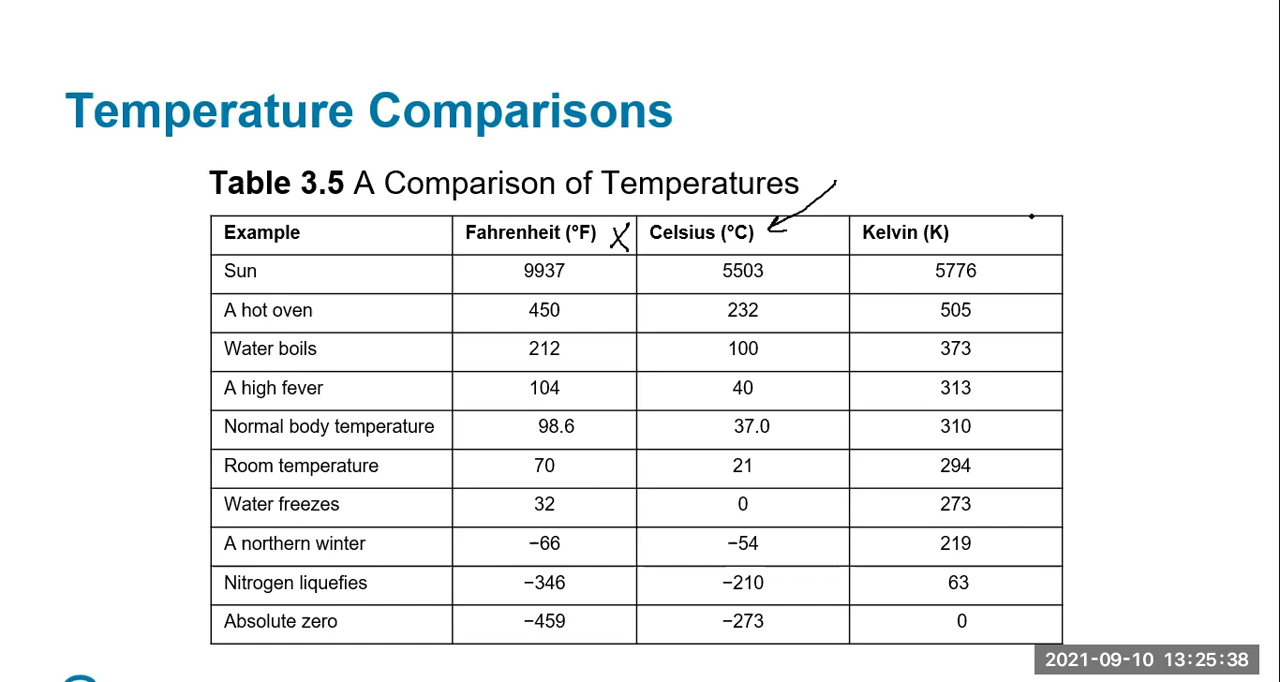 Temperature Comparisons
Table 3.5 A Comparison of Temperatures
Example Fahrenheit (°F) X Celsius (°C) Kelvin (K)
Sun 9937 5503 5776
A hot oven 450 232 505
Water boils 212 100 373
A high fever 104 40 313
Normal body temperature 98.6 37.0 310
Room temperature 70 21 294
Water freezes 32 0 273
A northern winter −66 −54 219
Nitrogen liquefies −346 −210 63
Absolute zero −459 −273 0
2021-09-10 13:25:38